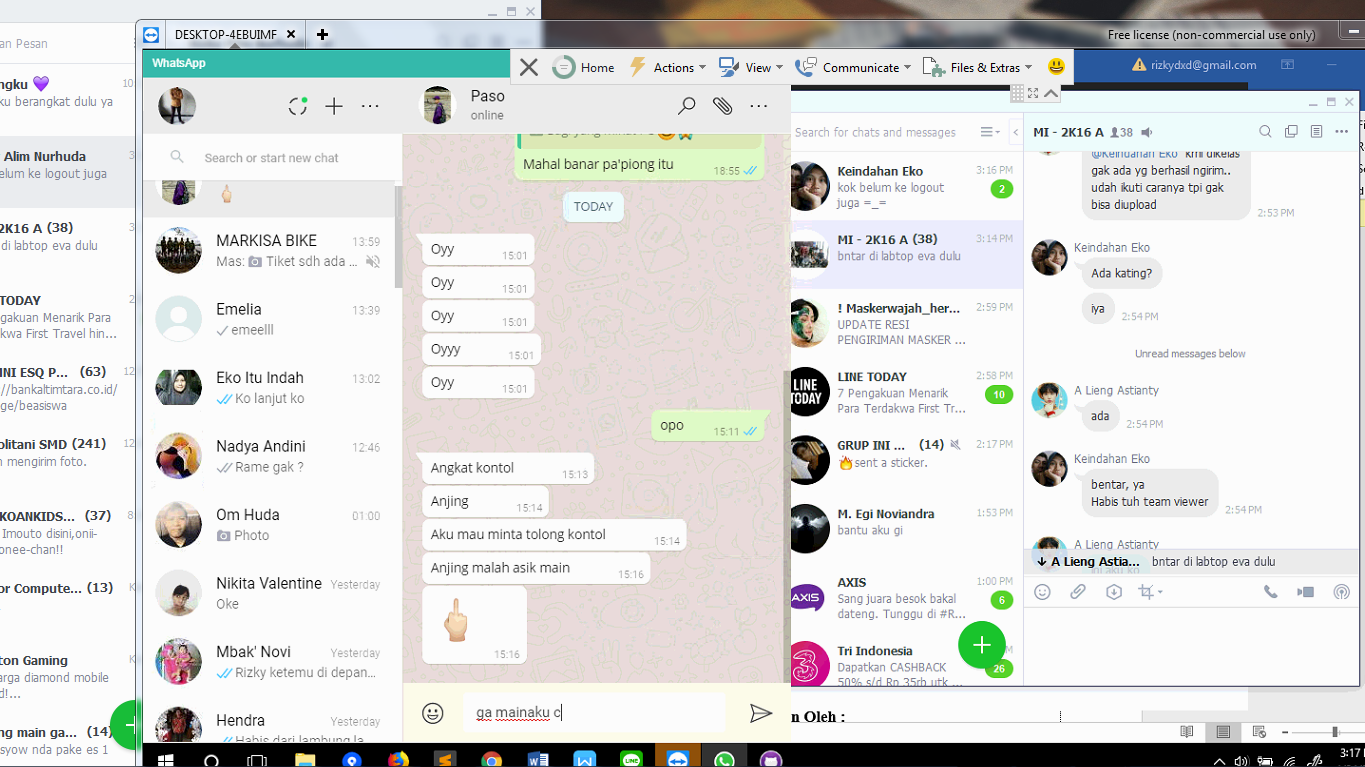 an Pesan
ngku 💜
10
ku berangkat dulu ya
Alim Nurhuda
3
elum ke logout juga
2K16 A (38)
3
di labtop eva dulu
TODAY
2
gakuan Menarik Para
akwa First Travel hin...
INI ESQ P... (63)
12
://bankaltimtara.co.id/
ge/beasiswa
olitani SMD (241)
12
n mengirim foto.
KOANKIDS... (37)
8
Imouto disini,onii-
onee-chan!!
or Compute... (13)
ton Gaming
arga diamond mobile
d!...
ng main ga...
syow nda pake es 1
DESKTOP-4EBUIMF
Free license (non-commercial use only)
Home
Actions
View
Communicate
Files & Extras
rizkydxd@gmail.com
WhatsApp
Search or start new chat
🖕🏻
MARKISA BIKE
13:59
Mas: 📷 Tiket sdh ada ...
Emelia
13:39
emeelll
Eko Itu Indah
13:02
Ko lanjut ko
Nadya Andini
12:46
Rame gak ?
Om Huda
01:00
Photo
Nikita Valentine
Yesterday
Oke
Mbak' Novi
Yesterday
Rizky ketemu di depan...
Hendra
Yesterday
Habis dari lambung la
Paso
online
Mahal banar pa'piong itu
18:55
TODAY
Oyy
15:01
Oyy
15:01
Oyy
15:01
Oyyy
15:01
Oyy
15:01
opo
15:11
Angkat kontol
15:13
Anjing
15:14
Aku mau minta tolong kontol
15:14
Anjing malah asik main
15:16
🖕🏻
15:16
ga mainaku c
Search for chats and messages
Keindahan Eko
3:16 PM
kok belum ke logout
juga =_=
2
MI - 2K16 A (38)
3:14 PM
bntar di labtop eva dulu
! Maskerwajah_her...
2:59 PM
UPDATE RESI
PENGIRIMAN MASKER ...
LINE TODAY
2:58 PM
7 Pengakuan Menarik
Para Terdakwa First Tr...
10
LINE
TODAY
GRUP INI ... (14)
2:17 PM
🔥sent a sticker.
M. Egi Noviandra
1:53 PM
bantu aku gi
AXIS
1:00 PM
Sang juara besok bakal
dateng. Tunggu di #R...
6
AXIS
Tri Indonesia
Dapatkan CASHBACK
50% s/d Rp 35rb utk
26
MI - 2K16 A 38
@Keindahan Eko kmi dikelas
gak ada yg berhasil ngirim..
udah ikuti caranya tpi gak
bisa diupload
2:53 PM
Keindahan Eko
Ada kating?
iya
2:54 PM
Unread messages below
A Lieng Astianty
ada
2:54 PM
Keindahan Eko
bentar, ya
Habis tuh team viewer
2:54 PM
A Lieng Astianty
A Lieng Astia... bntar di labtop eva dulu
n Oleh :
3:17 P